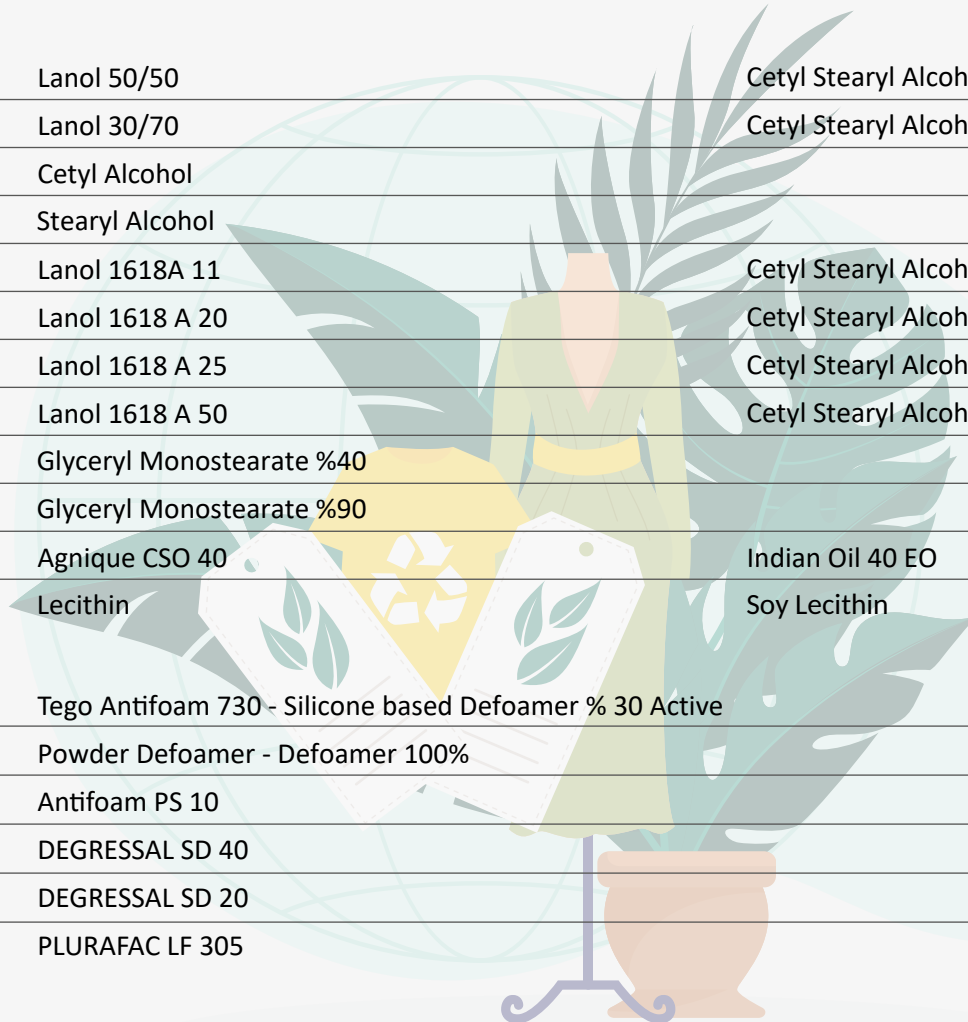 Lanol 50/50 Cetyl Stearyl Alcoh
Lanol 30/70 Cetyl Stearyl Alcoh
Cetyl Alcohol
Stearyl Alcohol
Lanol 1618A 11 Cetyl Stearyl Alcoh
Lanol 1618 A 20 Cetyl Stearyl Alcoh
Lanol 1618 A 25 Cetyl Stearyl Alcoh
Lanol 1618 A 50 Cetyl Stearyl Alcoh
Glyceryl Monostearate %40
Glyceryl Monostearate %90
Agnique CSO 40 Indian Oil 40 EO
Lecithin Soy Lecithin
Tego Antifoam 730 - Silicone based Defoamer % 30 Active
Powder Defoamer - Defoamer 100%
Antifoam PS 10
DEGRESSAL SD 40
DEGRESSAL SD 20
PLURAFAC LF 305